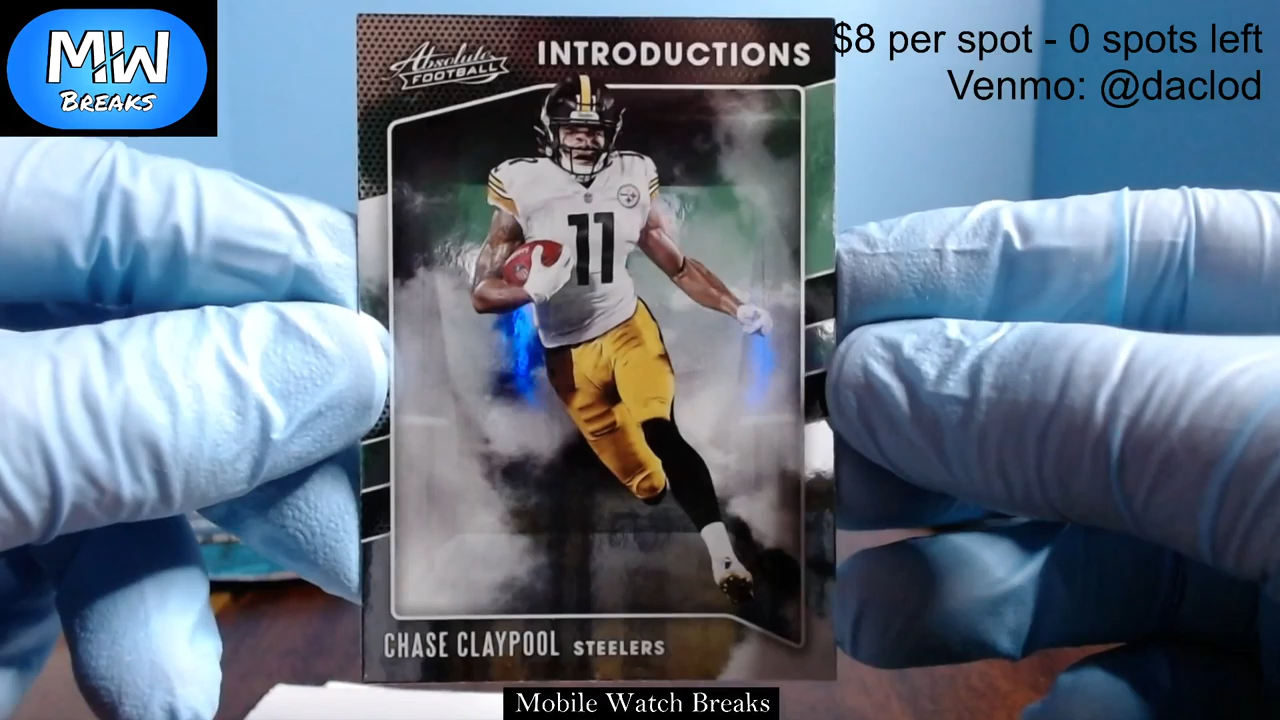 MW
BREAKS
Absolute
FOOTBALL
INTRODUCTIONS
$8 per spot - 0 spots left
Venmo: @daclod
11
11
CHASE CLAYPOOL STEELERS
Mobile Watch Breaks